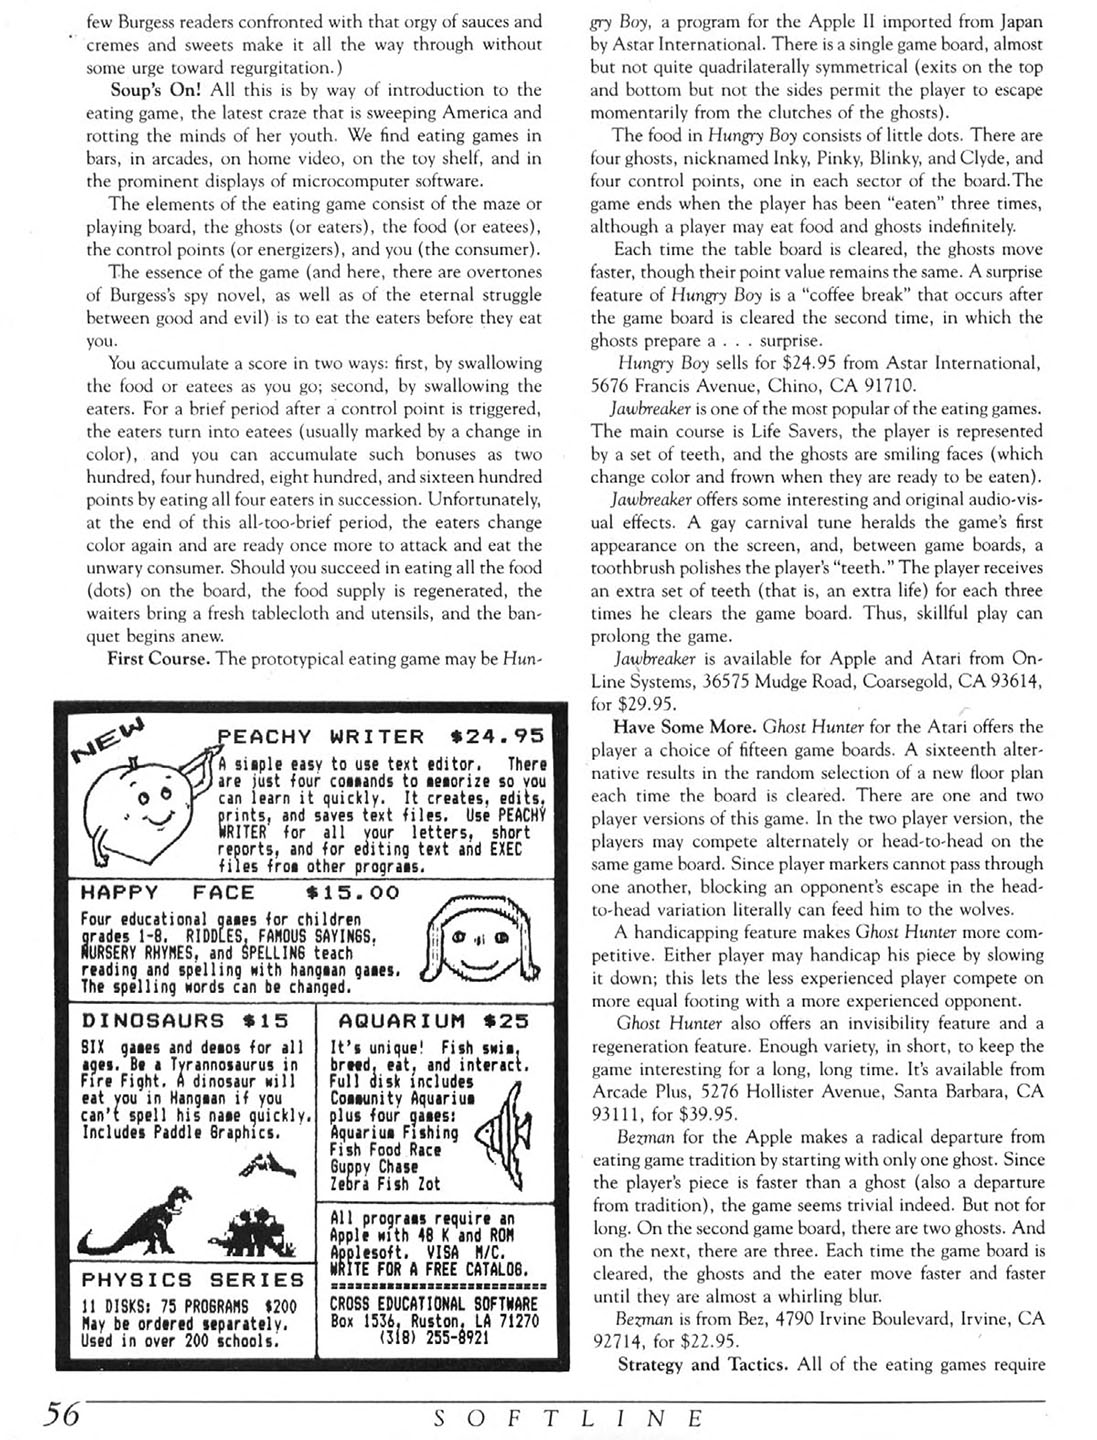 few Burgess readers confronted with that orgy of sauces and
cremes and sweets make it all the way through without
some urge toward regurgitation.)
Soup's On! All this is by way of introduction to the
eating game, the latest craze that is sweeping America and
rotting the minds of her youth. We find eating games in
bars, in arcades, on home video, on the toy shelf, and in
the prominent displays of microcomputer software.
The elements of the eating game consist of the maze or
playing board, the ghosts (or eaters), the food (or eatees),
the control points (or energizers), and you (the consumer).
The essence of the game (and here, there are overtones
of Burgess's spy novel, as well as of the eternal struggle
between good and evil) is to eat the eaters before they eat
you.
You accumulate a score in two ways: first, by swallowing
the food or eatees as you go; second, by swallowing the
eaters. For a brief period after a control point is triggered,
the eaters turn into eatees (usually marked by a change in
color), and you can accumulate such bonuses as two
hundred, four hundred, eight hundred, and sixteen hundred
points by eating all four eaters in succession. Unfortunately,
at the end of this all-too-brief period, the eaters change
color again and are ready once more to attack and eat the
unwary consumer. Should you succeed in eating all the food
(dots) on the board, the food supply is regenerated, the
waiters bring a fresh tablecloth and utensils, and the ban-
quet begins anew.
First Course. The prototypical eating game may be Hun-
gry Boy, a program for the Apple II imported from Japan
by Astar International. There is a single game board, almost
but not quite quadrilaterally symmetrical (exits on the top
and bottom but not the sides permit the player to escape
momentarily from the clutches of the ghosts).
The food in Hungry Boy consists of little dots. There are
four ghosts, nicknamed Inky, Pinky, Blinky, and Clyde, and
four control points, one in each sector of the board.The
game ends when the player has been "eaten" three times,
although a player may eat food and ghosts indefinitely.
Each time the table board is cleared, the ghosts move
faster, though their point value remains the same. A surprise
feature of Hungry Boy is a "coffee break" that occurs after
the game board is cleared the second time, in which the
ghosts prepare a . . . surprise.
Hungry Boy sells for $24.95 from Astar International,
5676 Francis Avenue, Chino, CA 91710.
Jawbreaker is one of the most popular of the eating games.
The main course is Life Savers, the player is represented
by a set of teeth, and the ghosts are smiling faces (which
change color and frown when they are ready to be eaten).
Jawbreaker offers some interesting and original audio-vis-
ual effects. A gay carnival tune heralds the game's first
appearance on the screen, and, between game boards, a
toothbrush polishes the player's "teeth." The player receives
an extra set of teeth (that is, an extra life) for each three
times he clears the game board. Thus, skillful play can
prolong the game.
Jawbreaker is available for Apple and Atari from On-
Line Systems, 36575 Mudge Road, Coarsegold, CA 93614,
for $29.95.
Have Some More. Ghost Hunter for the Atari offers the
player a choice of fifteen game boards. A sixteenth alter-
native results in the random selection of a new floor plan
each time the board is cleared. There are one and two
player versions of this game. In the two player version, the
players may compete alternately or head-to-head on the
same game board. Since player markers cannot pass through
one another, blocking an opponent's escape in the head-
to-head variation literally can feed him to the wolves.
A handicapping feature makes Ghost Hunter more com-
petitive. Either player may handicap his piece by slowing
it down; this lets the less experienced player compete on
more equal footing with a more experienced opponent.
Ghost Hunter also offers an invisibility feature and a
regeneration feature. Enough variety, in short, to keep the
game interesting for a long, long time. It's available from
Arcade Plus, 5276 Hollister Avenue, Santa Barbara, CA
93111, for $39.95.
Bezman for the Apple makes a radical departure from
eating game tradition by starting with only one ghost. Since
the player's piece is faster than a ghost (also a departure
from tradition), the game seems trivial indeed. But not for
long. On the second game board, there are two ghosts. And
on the next, there are three. Each time the game board is
cleared, the ghosts and the eater move faster and faster
until they are almost a whirling blur.
Bezman is from Bez, 4790 Irvine Boulevard, Irvine, CA
92714, for $22.95.
Strategy and Tactics. All of the eating games require
NEW
PEACHY WRITER $24.95
A simple easy to use text editor. There
are just four commands to memorize so you
can learn it quickly. It creates, edits,
prints, and saves text files. Use PEACHY
WRITER for all your letters, short
reports, and for editing text and EXEC
files from other programs.
HAPPY FACE $15.00
Four educational games for children
grades 1-8. RIDDLES, FAMOUS SAYINGS,
NURSERY RHYMES, and SPELLING teach
reading and spelling with hangman games.
The spelling words can be changed.
DINOSAURS $15
SIX games and demos for all
ages. Be a Tyrannosaurus in
Fire Fight. A dinosaur will
eat you in Hangman if you
can't spell his name quickly.
Includes Paddle Graphics.
AQUARIUM $25
It's unique! Fish swim,
breed, eat, and interact.
Full disk includes
Community Aquarium
plus four games:
Aquarium Fishing
Fish Food Race
Guppy Chase
Zebra Fish Zot
PHYSICS SERIES
11 DISKS: 75 PROGRAMS $200
May be ordered separately.
Used in over 200 schools.
All programs require an
Apple with 48 K and ROM
Applesoft. VISA M/C.
WRITE FOR A FREE CATALOG.
==========================
CROSS EDUCATIONAL SOFTWARE
Box 1536, Ruston, LA 71270
(318) 255-8921
56
SOFTLINE